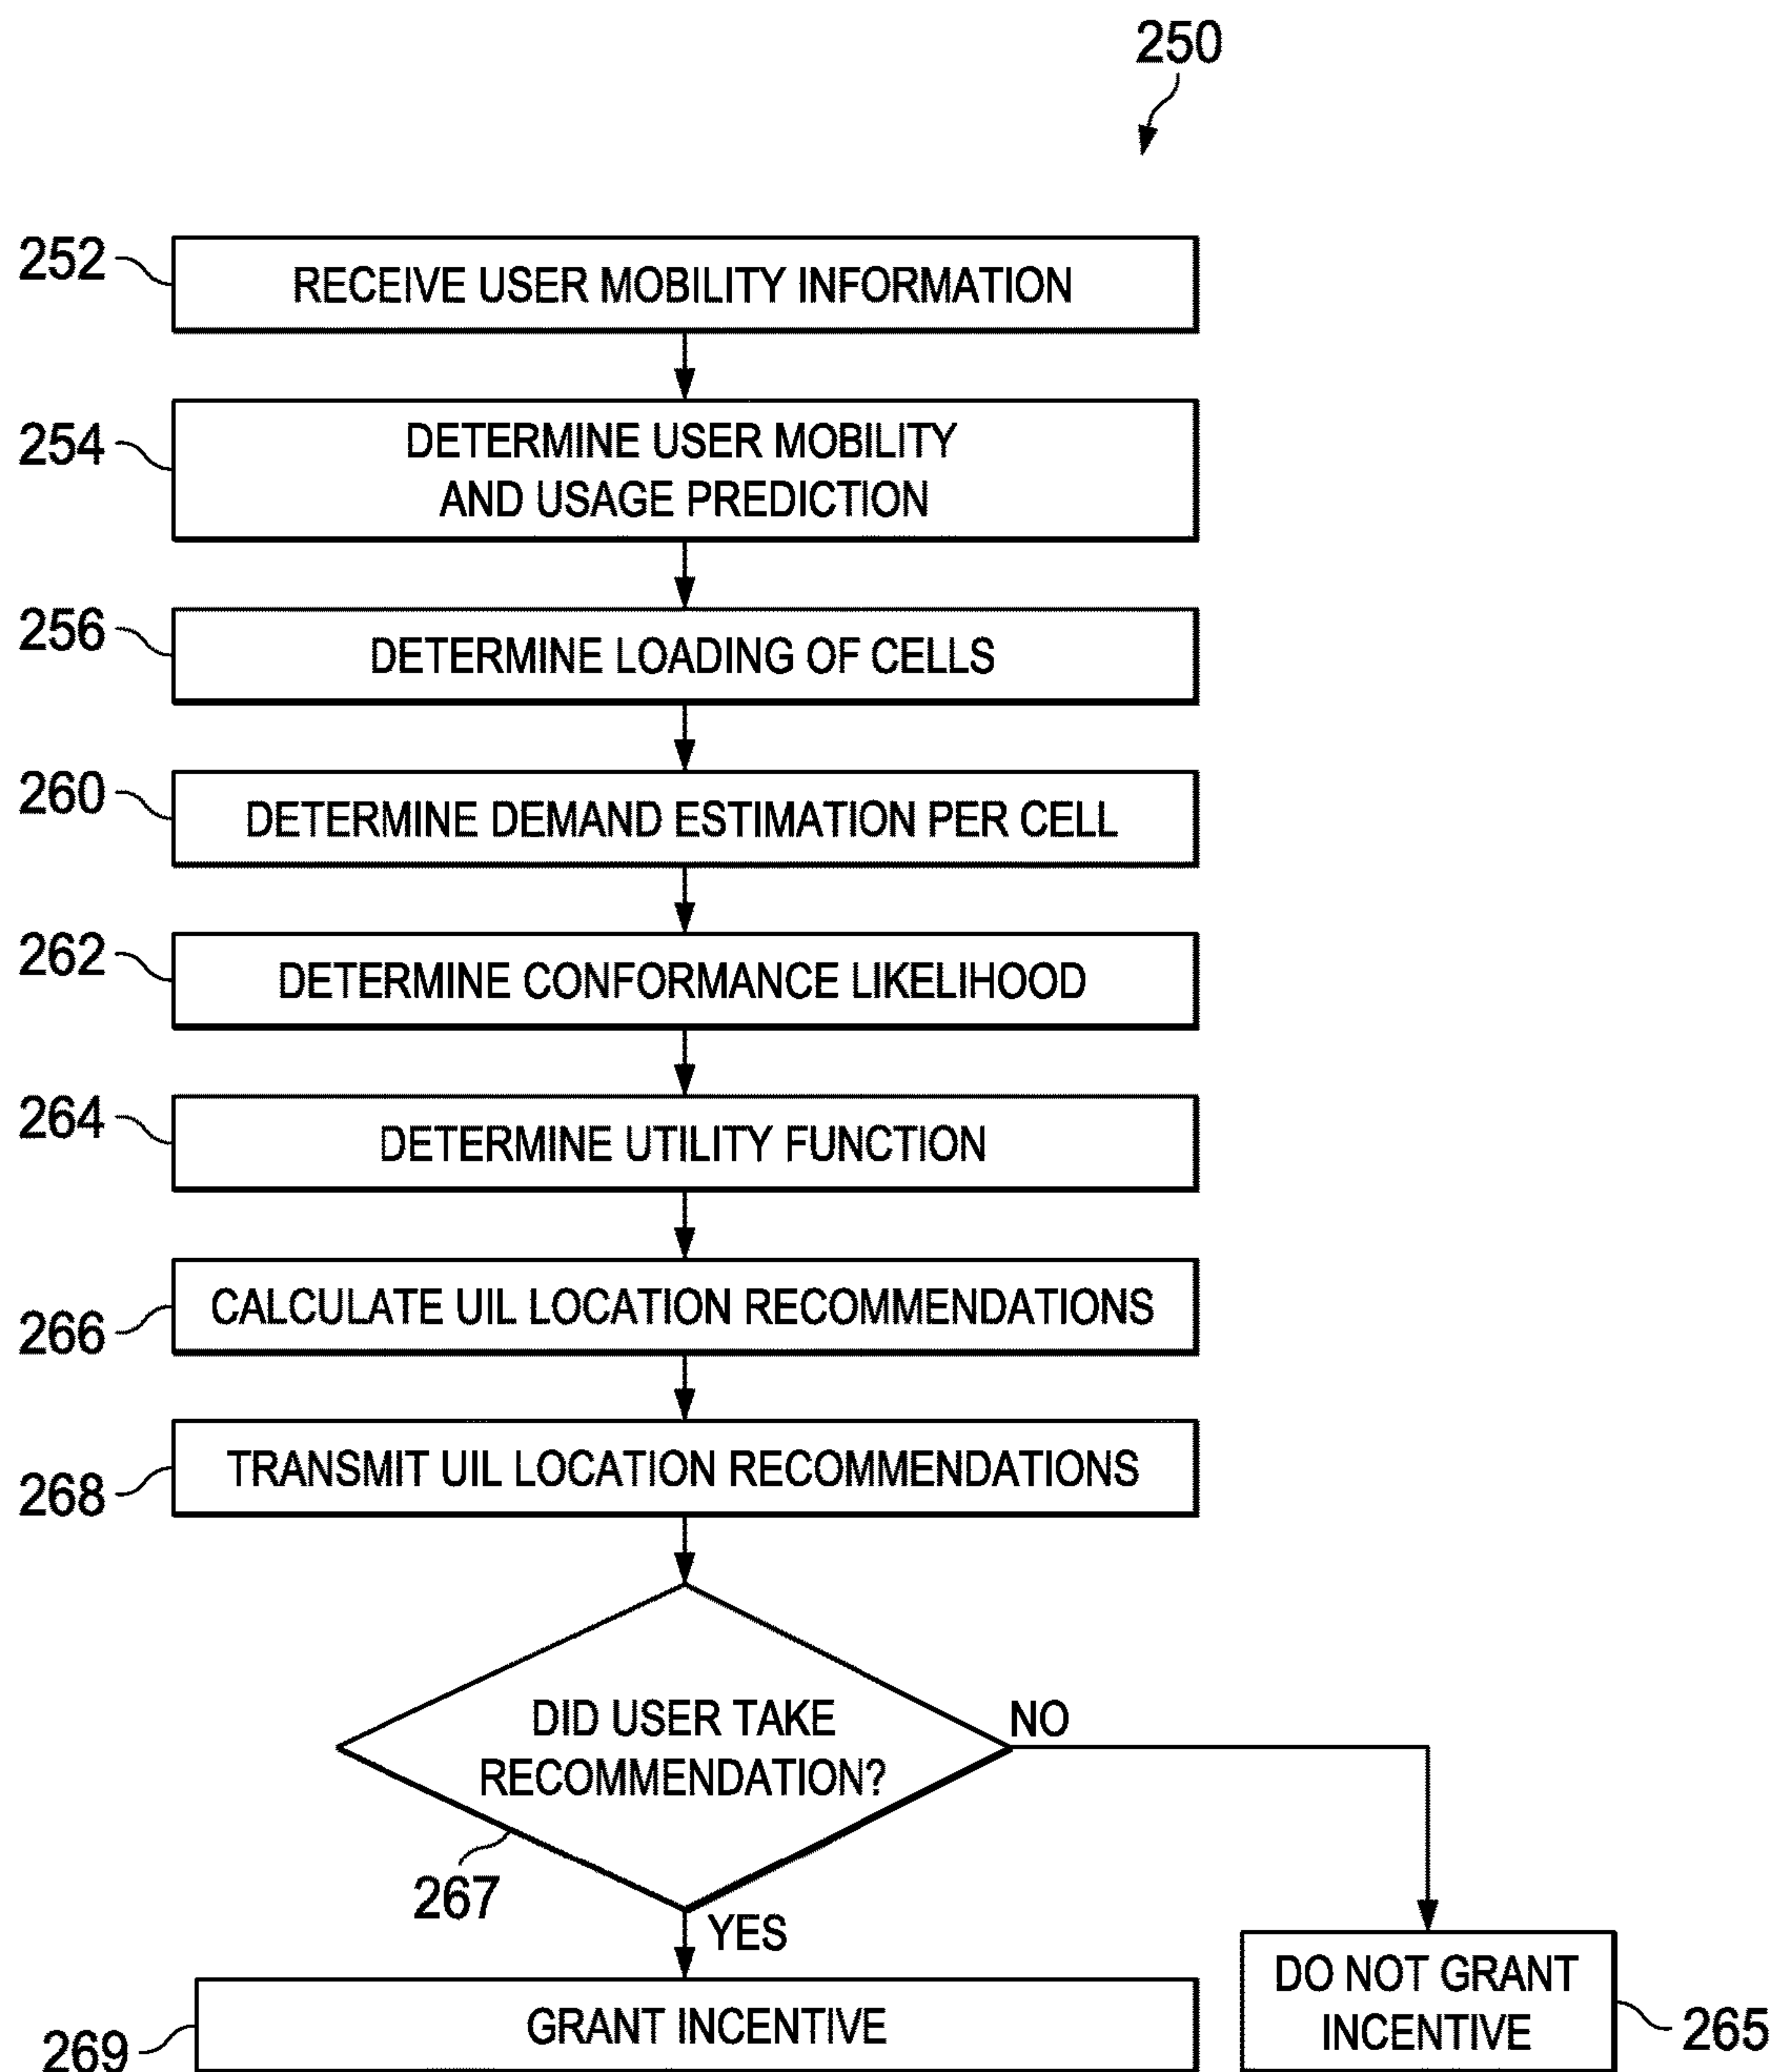 250
252
RECEIVE USER MOBILITY INFORMATION
254
DETERMINE USER MOBILITY
AND USAGE PREDICTION
256
DETERMINE LOADING OF CELLS
260
DETERMINE DEMAND ESTIMATION PER CELL
262
DETERMINE CONFORMANCE LIKELIHOOD
264
DETERMINE UTILITY FUNCTION
266
CALCULATE UIL LOCATION RECOMMENDATIONS
268
TRANSMIT UIL LOCATION RECOMMENDATIONS
DID USER TAKE
RECOMMENDATION?
NO
267
YES
269
GRANT INCENTIVE
DO NOT GRANT
INCENTIVE
265